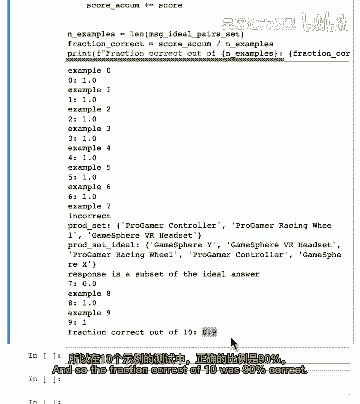 score_accum += score
n_examples = len(msg_ideal_pairs_set)
fraction_correct = score_accum / n_examples
print(f"Fraction correct out of {n_examples}: {fraction_cor
example 0
0: 1.0
example 1
1: 1.0
example 2
2: 1.0
example 3
3: 1.0
example 4
4: 1.0
example 5
5: 1.0
example 6
6: 1.0
example 7
incorrect
prod_set: {'ProGamer Controller', 'ProGamer Racing Whee
l', 'GameSphere VR Headset'}
prod_set_ideal: {'GameSphere Y', 'GameSphere VR Headset',
'ProGamer Racing Wheel', 'ProGamer Controller', 'GameSphe
re X'}
response is a subset of the ideal answer
7: 0.0
example 8
8: 1.0
example 9
9: 1
Fraction correct out of 10:
In [ ]:
所以在10个示例的测试中，正确的比例是90%。
And so the fraction correct of 10 was 90% correct.
In [ ]:
In [ ]: